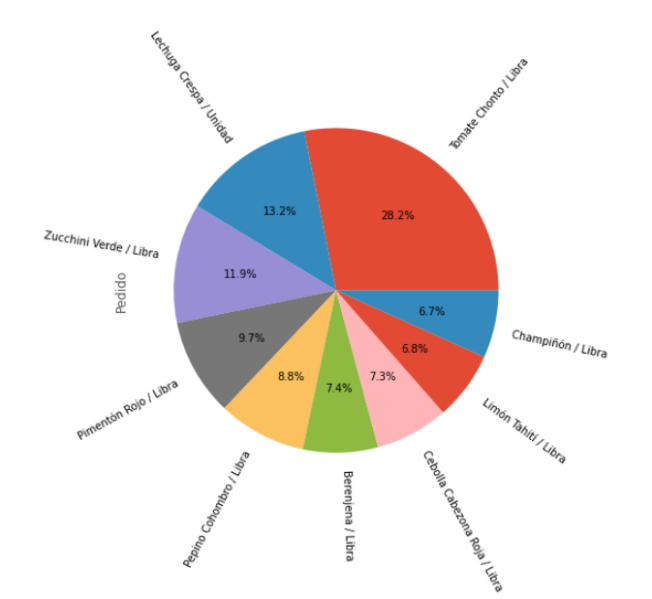 Lechuga Crespa / Unidad
Tomate Chonto / Libra
13.2%
28.2%
Zucchini Verde / Libra
11.9%
Pedido
9.7%
6.7%
Champiñón / Libra
8.8%
7.4%
7.3%
6.8%
Pimentón Rojo / Libra
Limón Tahití / Libra
Pepino Cohombro / Libra
Berenjena / Libra
Cebolla Cabezona Roja / Libra